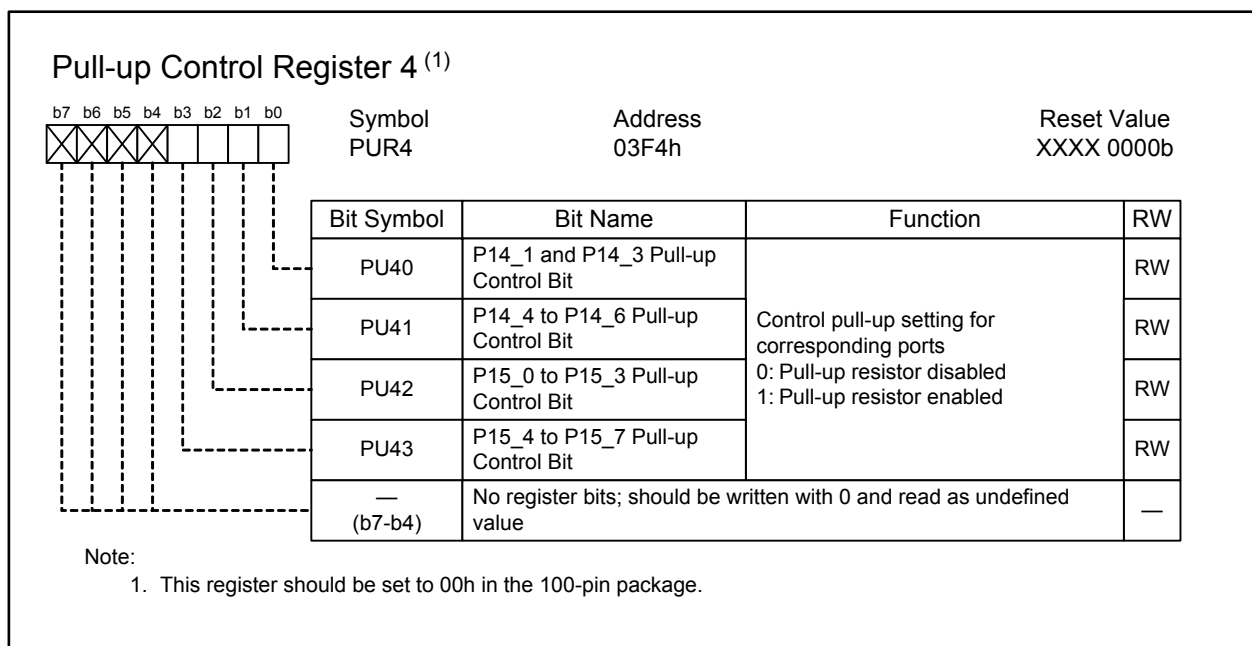 Pull-up Control Register 4 (1)
b7 b6 b5 b4 b3 b2 b1 b0
Symbol Address Reset Value
PUR4 03F4h XXXX 0000b
Bit Symbol Bit Name Function RW
PU40 P14_1 and P14_3 Pull-up
Control Bit RW
PU41 P14_4 to P14_6 Pull-up
Control Bit RW
PU42 P15_0 to P15_3 Pull-up
Control Bit RW
PU43 P15_4 to P15_7 Pull-up
Control Bit RW
Control pull-up setting for
corresponding ports
0: Pull-up resistor disabled
1: Pull-up resistor enabled
—
(b7-b4) No register bits; should be written with 0 and read as undefined
value —
Note:
1. This register should be set to 00h in the 100-pin package.